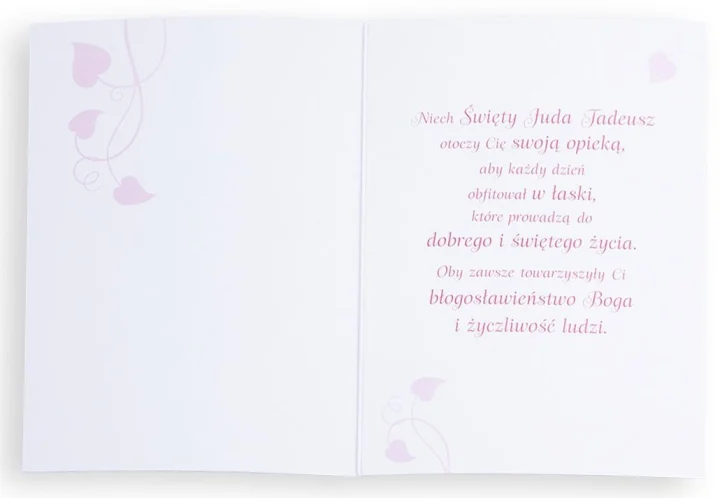 Niech Święty Juda Tadeusz
otoczy Cię swoją opieką,
aby każdy dzień
obfitował w łaski,
które prowadzą do
dobrego i świętego życia.
Oby zawsze towarzyszyły Ci
błogosławieństwo Boga
i życzliwość ludzi.